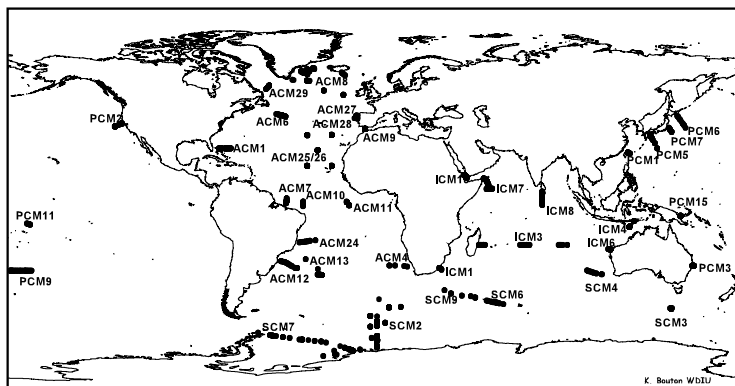 ACM8
ACM29
ACM27
ACM6
PCM2
ACM28
ACM9
PCM6
PCM7
ACM1
PCM5
PCM1
ACM25/26
ICM7
ACM7
ACM10
ACM11
ICM8
PCM15
PCM11
ICM4
ACM24
ICM3
ICM6
ACM13
ACM4
PCM9
ACM12
ICM1
PCM3
SCM4
SCM9
SCM6
SCM3
SCM7
SCM2
K. Bouton WDIU